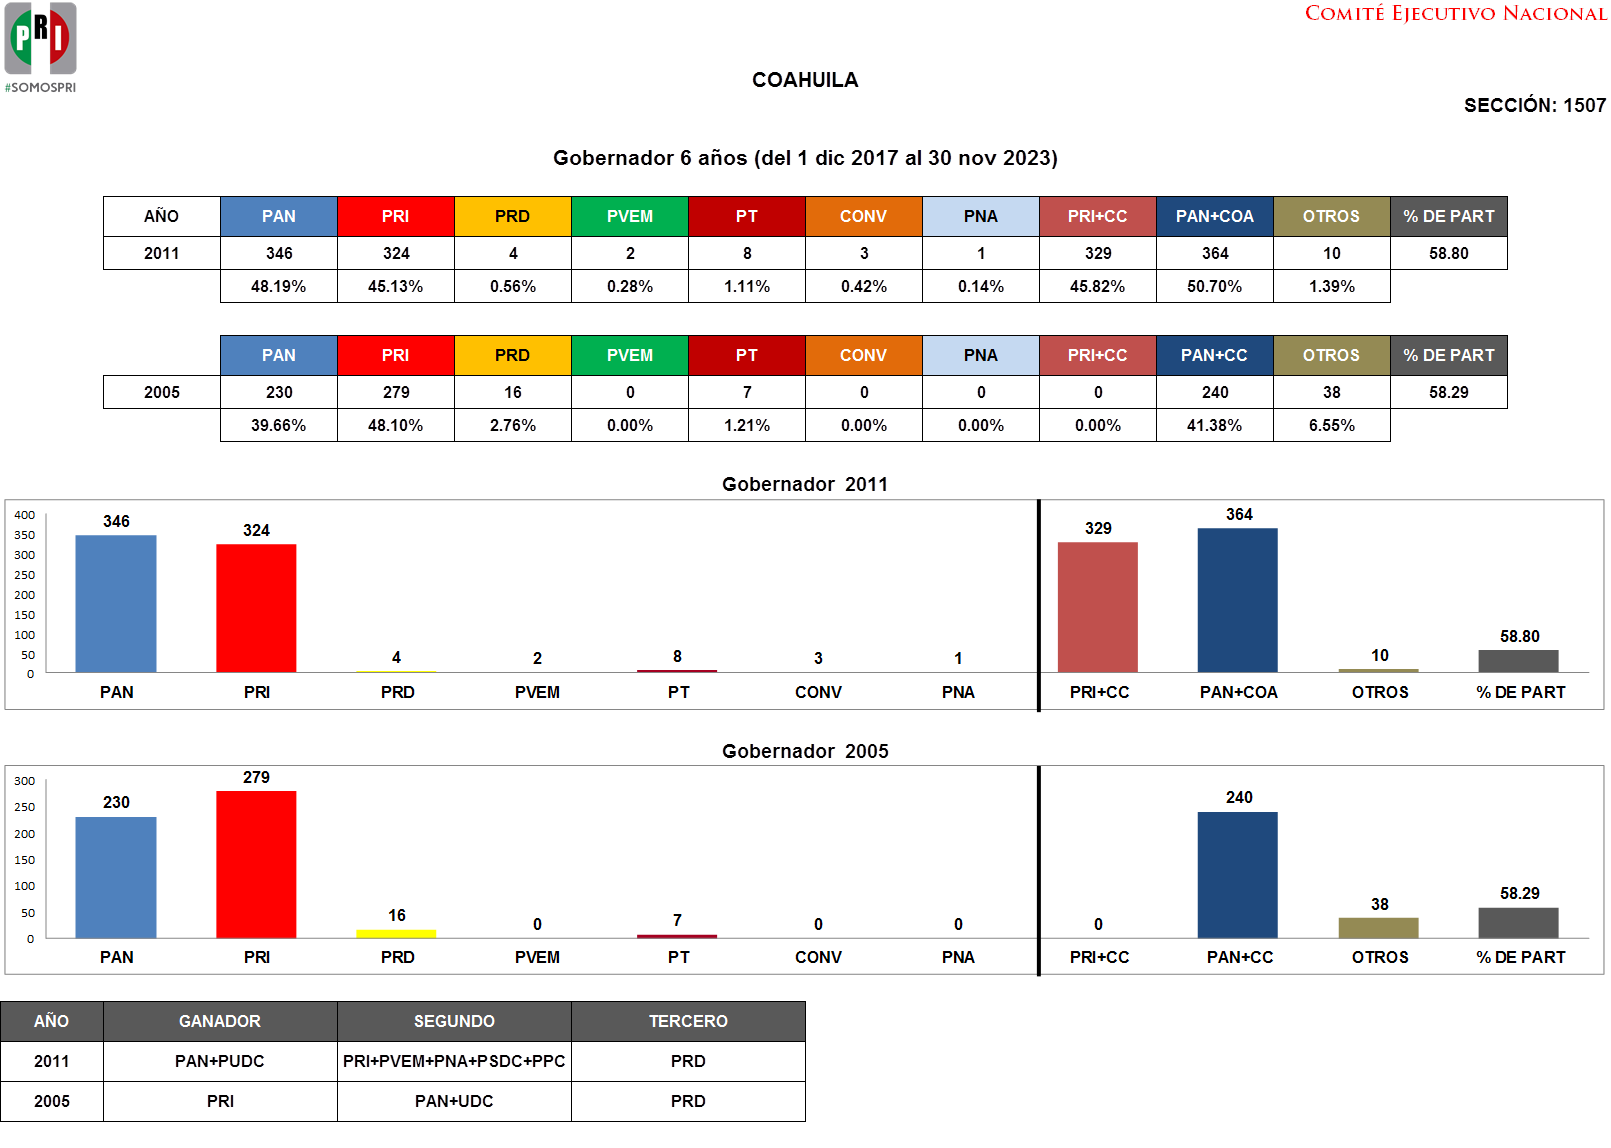 COMITÉ EJECUTIVO NACIONAL
PRI
#SOMOSPRI
COAHUILA
SECCIÓN: 1507
Gobernador 6 años (del 1 dic 2017 al 30 nov 2023)
AÑO PAN PRI PRD PVEM PT CONV PNA PRI+CC PAN+COA OTROS % DE PART
2011 346 324 4 2 8 3 1 329 364 10 58.80
48.19% 45.13% 0.56% 0.28% 1.11% 0.42% 0.14% 45.82% 50.70% 1.39%
PAN PRI PRD PVEM PT CONV PNA PRI+CC PAN+CC OTROS % DE PART
2005 230 279 16 0 7 0 0 0 240 38 58.29
39.66% 48.10% 2.76% 0.00% 1.21% 0.00% 0.00% 0.00% 41.38% 6.55%
Gobernador 2011
400
350
300
250
200
150
100
50
0
346 324 4 2 8 3 1 329 364 10 58.80
PAN PRI PRD PVEM PT CONV PNA PRI+CC PAN+COA OTROS % DE PART
Gobernador 2005
300
250
200
150
100
50
0
230 279 16 0 7 0 0 0 240 38 58.29
PAN PRI PRD PVEM PT CONV PNA PRI+CC PAN+CC OTROS % DE PART
AÑO GANADOR SEGUNDO TERCERO
2011 PAN+PUDC PRI+PVEM+PNA+PSDC+PPC PRD
2005 PRI PAN+UDC PRD